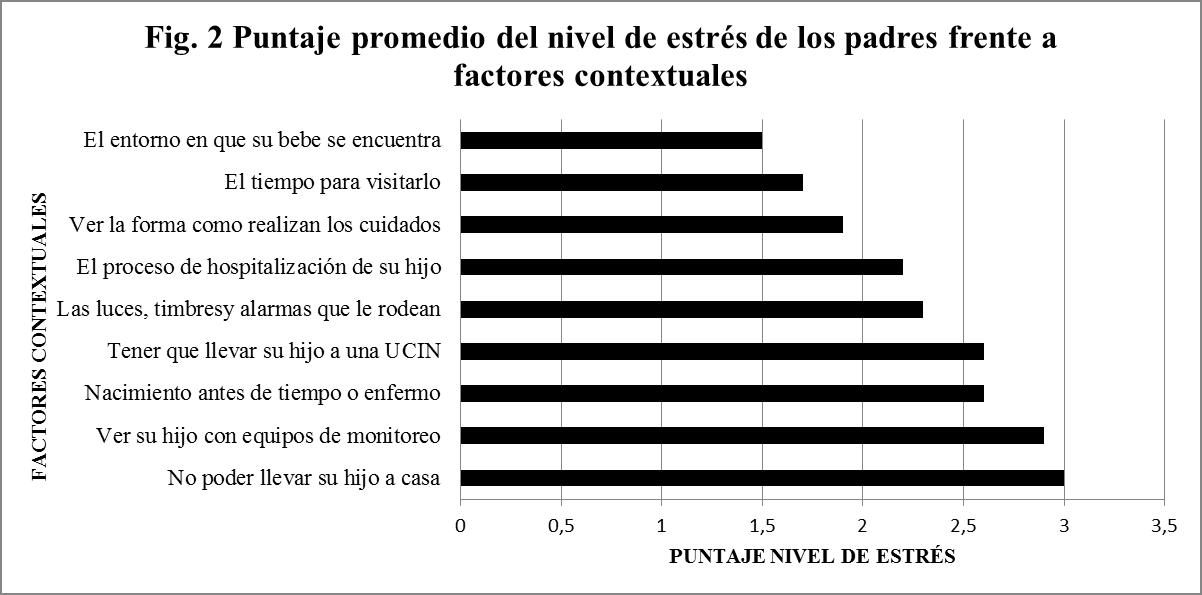 Fig. 2 Puntaje promedio del nivel de estrés de los padres frente a
factores contextuales
FACTORES CONTEXTUALES
El entorno en que su bebe se encuentra
El tiempo para visitarlo
Ver la forma como realizan los cuidados
El proceso de hospitalización de su hijo
Las luces, timbresy alarmas que le rodean
Tener que llevar su hijo a una UCIN
Nacimiento antes de tiempo o enfermo
Ver su hijo con equipos de monitoreo
No poder llevar su hijo a casa
0 0,5 1 1,5 2 2,5 3 3,5
PUNTAJE NIVEL DE ESTRÉS